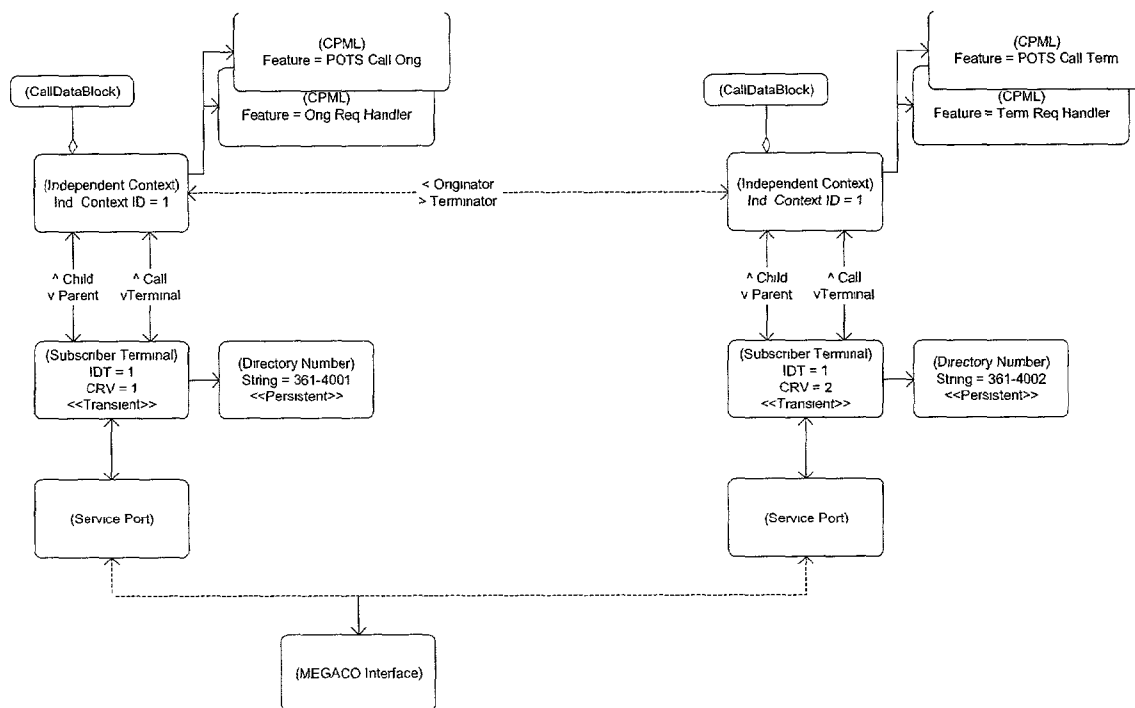 (CPML)
Feature = POTS Call Ong
(CPML)
Feature = Ong Req Handler
(CallDataBlock)
(Independent Context)
Ind Context ID = 1
< Originator
> Terminator
^ Child
v Parent
^ Call
vTerminal
(Subscriber Terminal)
IDT = 1
CRV = 1
<<Transient>>
(Directory Number)
String = 361-4001
<<Persistent>>
(Service Port)
(CPML)
Feature = POTS Call Term
(CPML)
Feature = Term Req Handler
(CallDataBlock)
(Independent Context)
Ind Context ID = 1
^ Child
v Parent
^ Call
vTerminal
(Subscriber Terminal)
IDT = 1
CRV = 2
<<Transient>>
(Directory Number)
String = 361-4002
<<Persistent>>
(Service Port)
(MEGACO Interface)